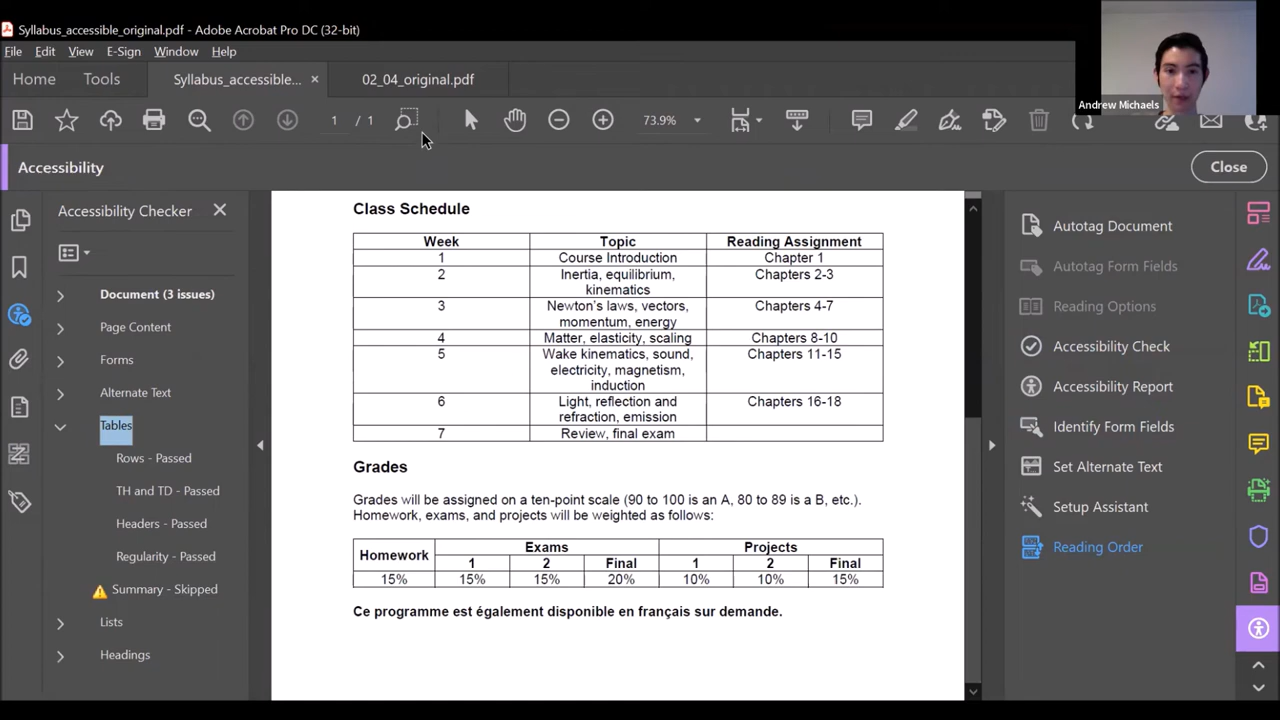 Syllabus_accessible_original.pdf - Adobe Acrobat Pro DC (32-bit)
File Edit View E-Sign Window Help
Home Tools Syllabus_accessible... × 02_04_original.pdf
Andrew Michaels
1 / 1 73.9%
Accessibility Close
Accessibility Checker
Document (3 issues)
Page Content
Forms
Alternate Text
Tables
Rows - Passed
TH and TD - Passed
Headers - Passed
Regularity - Passed
Summary - Skipped
Lists
Headings
Class Schedule
Week Topic Reading Assignment
1 Course Introduction Chapter 1
2 Inertia, equilibrium, Chapters 2-3
kinematics
3 Newton's laws, vectors, Chapters 4-7
momentum, energy
4 Matter, elasticity, scaling Chapters 8-10
5 Wake kinematics, sound, Chapters 11-15
electricity, magnetism,
induction
6 Light, reflection and Chapters 16-18
refraction, emission
7 Review, final exam
Grades
Grades will be assigned on a ten-point scale (90 to 100 is an A, 80 to 89 is a B, etc.).
Homework, exams, and projects will be weighted as follows:
Homework Exams Projects
1 2 Final 1 2 Final
15% 15% 15% 20% 10% 10% 15%
Ce programme est également disponible en français sur demande.
Autotag Document
Autotag Form Fields
Reading Options
Accessibility Check
Accessibility Report
Identify Form Fields
Set Alternate Text
Setup Assistant
Reading Order